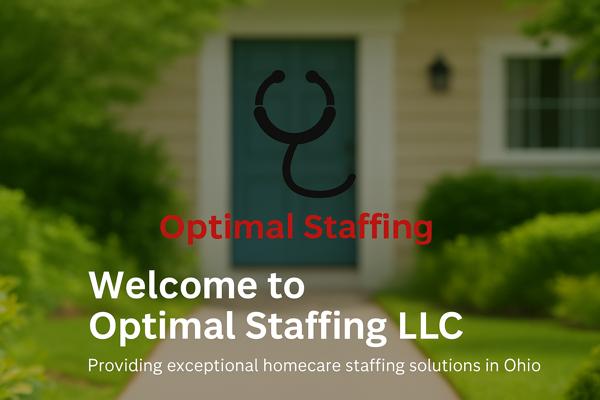 Optimal Staffing
Welcome to
Optimal Staffing LLC
Providing exceptional homecare staffing solutions in Ohio